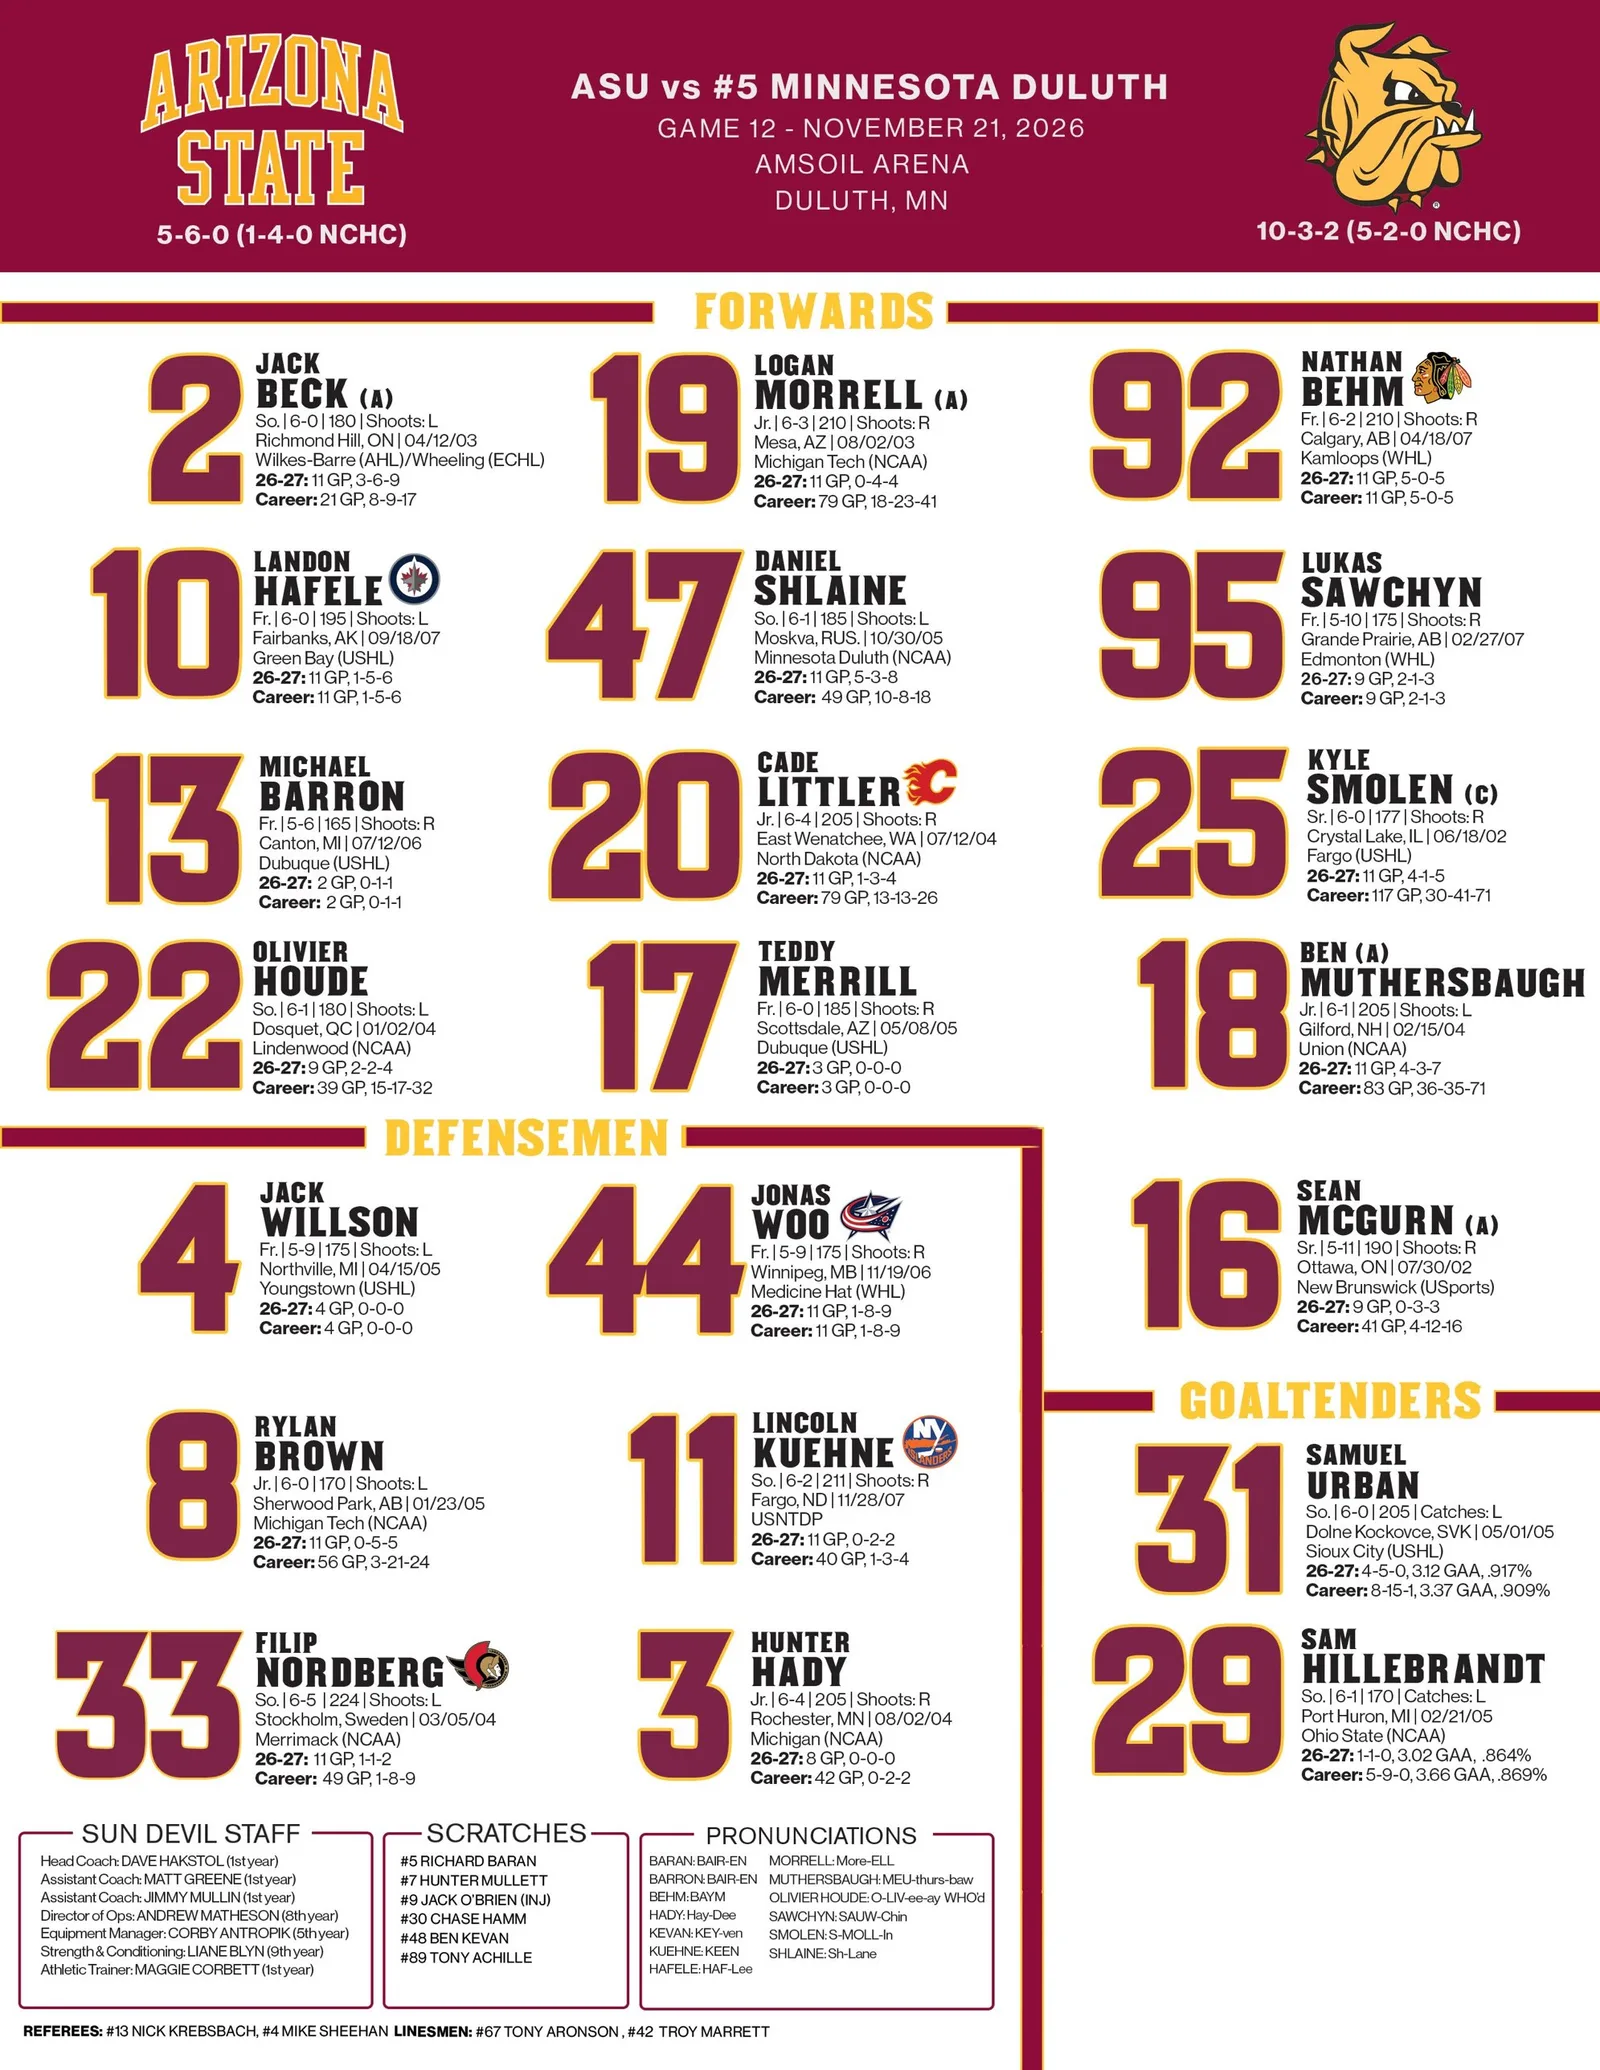 ARIZONA
STATE
5-6-0 (1-4-0 NCHC)
ASU vs #5 MINNESOTA DULUTH
GAME 12 - NOVEMBER 21, 2026
AMSOIL ARENA
DULUTH, MN
®
10-3-2 (5-2-0 NCHC)
FORWARDS
2
JACK
BECK (A)
So. | 6-0 | 180 | Shoots: L
Richmond Hill, ON | 04/12/03
Wilkes-Barre (AHL)/Wheeling (ECHL)
26-27: 11 GP, 3-6-9
Career: 21 GP, 8-9-17
19
LOGAN
MORRELL (A)
Jr. | 6-3 | 210 | Shoots: R
Mesa, AZ | 08/02/03
Michigan Tech (NCAA)
26-27: 11 GP, 0-4-4
Career: 79 GP, 18-23-41
92
NATHAN
BEHM
Fr. | 6-2 | 210 | Shoots: R
Calgary, AB | 04/18/07
Kamloops (WHL)
26-27: 11 GP, 5-0-5
Career: 11 GP, 5-0-5
10
LANDON
HAFELE
Fr. | 6-0 | 195 | Shoots: L
Fairbanks, AK | 09/18/07
Green Bay (USHL)
26-27: 11 GP, 1-5-6
Career: 11 GP, 1-5-6
47
DANIEL
SHLAINE
So. | 6-1 | 185 | Shoots: L
Moskva, RUS. | 10/30/05
Minnesota Duluth (NCAA)
26-27: 11 GP, 5-3-8
Career: 49 GP, 10-8-18
95
LUKAS
SAWCHYN
Fr. | 5-10 | 175 | Shoots: R
Grande Prairie, AB | 02/27/07
Edmonton (WHL)
26-27: 9 GP, 2-1-3
Career: 9 GP, 2-1-3
13
MICHAEL
BARRON
Fr. | 5-6 | 165 | Shoots: R
Canton, MI | 07/12/06
Dubuque (USHL)
26-27: 2 GP, 0-1-1
Career: 2 GP, 0-1-1
20
CADE
LITTLER
Jr. | 6-4 | 205 | Shoots: R
East Wenatchee, WA | 07/12/04
North Dakota (NCAA)
26-27: 11 GP, 1-3-4
Career: 79 GP, 13-13-26
25
KYLE
SMOLEN (C)
Sr. | 6-0 | 177 | Shoots: R
Crystal Lake, IL | 06/18/02
Fargo (USHL)
26-27: 11 GP, 4-1-5
Career: 117 GP, 30-41-71
22
OLIVIER
HOUDE
So. | 6-1 | 180 | Shoots: L
Dosquet, QC | 01/02/04
Lindenwood (NCAA)
26-27: 9 GP, 2-2-4
Career: 39 GP, 15-17-32
17
TEDDY
MERRILL
Fr. | 6-0 | 185 | Shoots: R
Scottsdale, AZ | 05/08/05
Dubuque (USHL)
26-27: 3 GP, 0-0-0
Career: 3 GP, 0-0-0
18
BEN (A)
MUTHERSBAUGH
Jr. | 6-1 | 205 | Shoots: L
Gilford, NH | 02/15/04
Union (NCAA)
26-27: 11 GP, 4-3-7
Career: 83 GP, 36-35-71
16
SEAN
MCGURN (A)
Sr. | 5-11 | 190 | Shoots: R
Ottawa, ON | 07/30/02
New Brunswick (USports)
26-27: 9 GP, 0-3-3
Career: 41 GP, 4-12-16
DEFENSEMEN
4
JACK
WILLSON
Fr. | 5-9 | 175 | Shoots: L
Northville, MI | 04/15/05
Youngstown (USHL)
26-27: 4 GP, 0-0-0
Career: 4 GP, 0-0-0
44
JONAS
WOO
Fr. | 5-9 | 175 | Shoots: R
Winnipeg, MB | 11/19/06
Medicine Hat (WHL)
26-27: 11 GP, 1-8-9
Career: 11 GP, 1-8-9
8
RYLAN
BROWN
Jr. | 6-0 | 170 | Shoots: L
Sherwood Park, AB | 01/23/05
Michigan Tech (NCAA)
26-27: 11 GP, 0-5-5
Career: 56 GP, 3-21-24
11
LINCOLN
KUEHNE
NY
ISLANDERS
So. | 6-2 | 211 | Shoots: R
Fargo, ND | 11/28/07
USNTDP
26-27: 11 GP, 0-2-2
Career: 40 GP, 1-3-4
33
FILIP
NORDBERG
So. | 6-5 | 224 | Shoots: L
Stockholm, Sweden | 03/05/04
Merrimack (NCAA)
26-27: 11 GP, 1-1-2
Career: 49 GP, 1-8-9
3
HUNTER
HADY
Jr. | 6-4 | 205 | Shoots: R
Rochester, MN | 08/02/04
Michigan (NCAA)
26-27: 8 GP, 0-0-0
Career: 42 GP, 0-2-2
GOALTENDERS
31
SAMUEL
URBAN
So. | 6-0 | 205 | Catches: L
Dolne Kockovce, SVK | 05/01/05
Sioux City (USHL)
26-27: 4-5-0, 3.12 GAA, .917%
Career: 8-15-1, 3.37 GAA, .909%
29
SAM
HILLEBRANDT
So. | 6-1 | 170 | Catches: L
Port Huron, MI | 02/21/05
Ohio State (NCAA)
26-27: 1-1-0, 3.02 GAA, .864%
Career: 5-9-0, 3.66 GAA, .869%
SUN DEVIL STAFF
Head Coach: DAVE HAKSTOL (1st year)
Assistant Coach: MATT GREENE (1st year)
Assistant Coach: JIMMY MULLIN (1st year)
Director of Ops: ANDREW MATHESON (8th year)
Equipment Manager: CORBY ANTROPIK (5th year)
Strength & Conditioning: LIANE BLYN (9th year)
Athletic Trainer: MAGGIE CORBETT (1st year)
SCRATCHES
#5 RICHARD BARAN
#7 HUNTER MULLETT
#9 JACK O'BRIEN (INJ)
#30 CHASE HAMM
#48 BEN KEVAN
#89 TONY ACHILLE
PRONUNCIATIONS
BARAN: BAIR-EN
BARRON: BAIR-EN
BEHM: BAYM
HADY: Hay-Dee
KEVAN: KEY-ven
KUEHNE: KEEN
HAFELE: HAF-Lee
MORRELL: More-ELL
MUTHERSBAUGH: MEU-thurs-baw
OLIVIER HOUDE: O-LIV-ee-ay WHO'd
SAWCHYN: SAUW-Chin
SMOLEN: S-MOLL-In
SHLAINE: Sh-Lane
REFEREES: #13 NICK KREBSBACH, #4 MIKE SHEEHAN LINESMEN: #67 TONY ARONSON , #42 TROY MARRETT